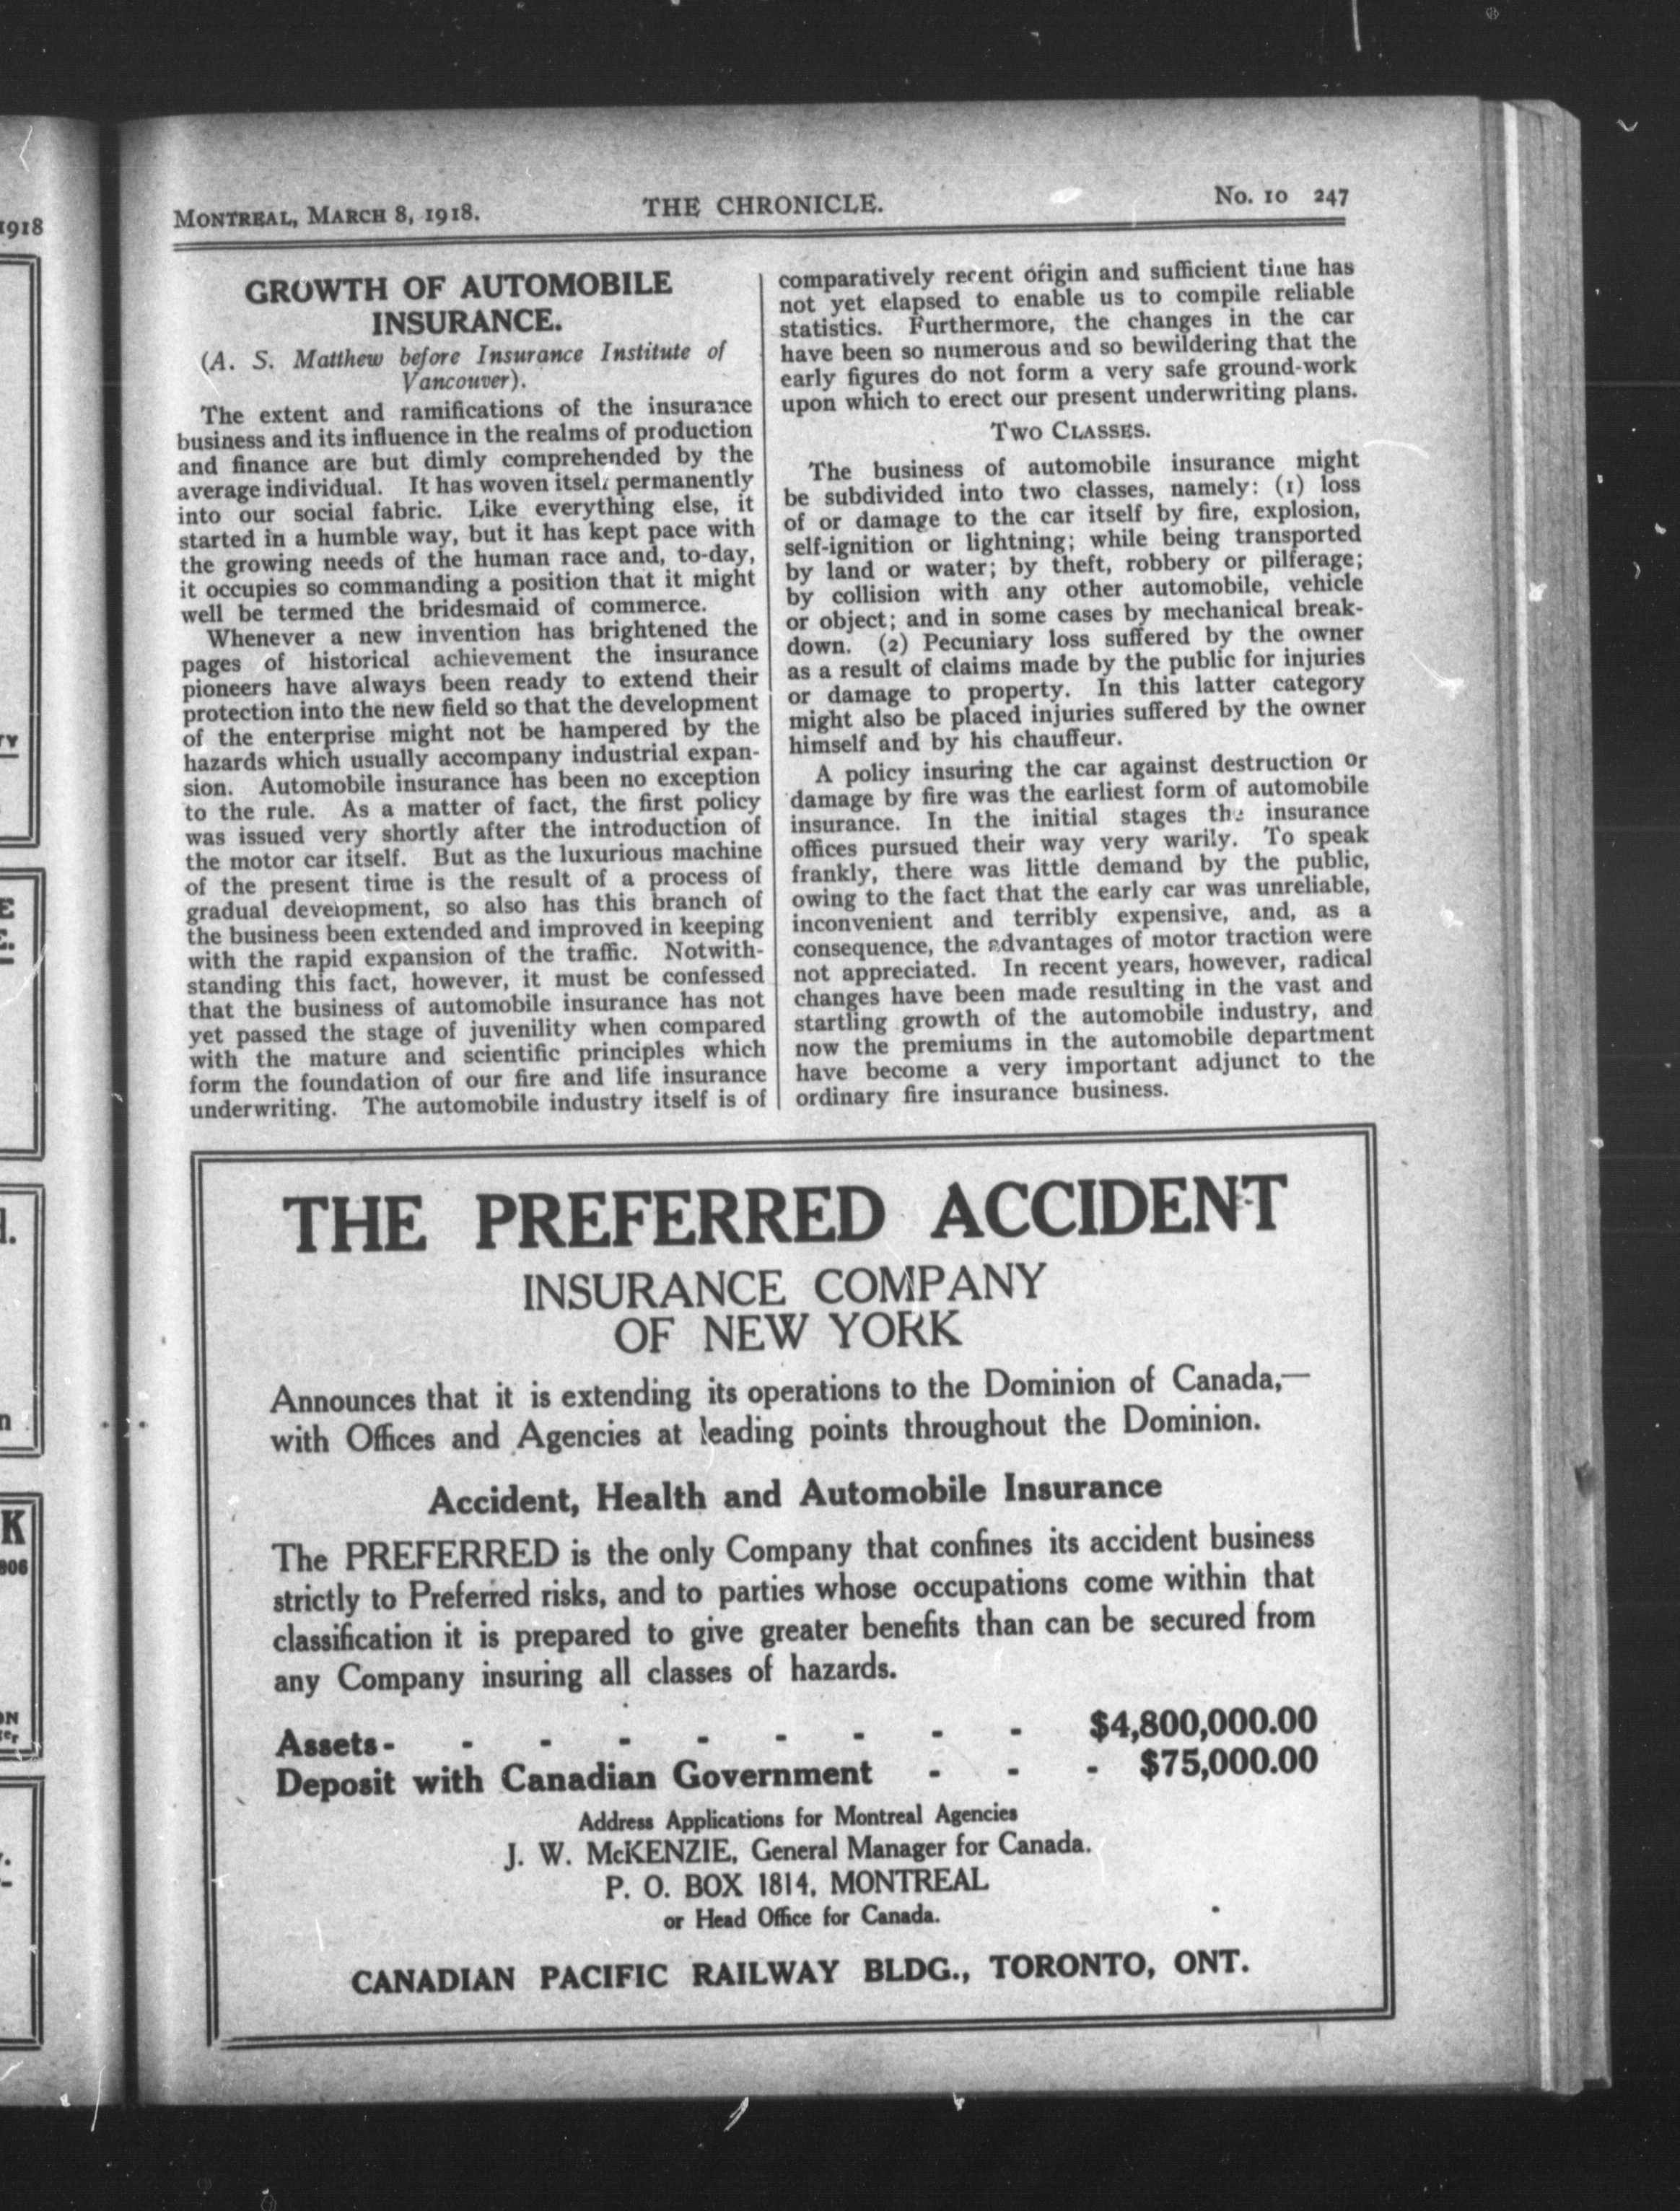 MONTREAL, MARCH 8, 1918.
THE CHRONICLE.
No. 10 247
GROWTH OF AUTOMOBILE
INSURANCE.
(A. S. Matthew before Insurance Institute of
Vancouver).
The extent and ramifications of the insurance
business and its influence in the realms of production
and finance are but dimly comprehended by the
average individual. It has woven itself permanently
into our social fabric. Like everything else, it
started in a humble way, but it has kept pace with
the growing needs of the human race and, to-day,
it occupies so commanding a position that it might
well be termed the bridesmaid of commerce.
Whenever a new invention has brightened the
pages of historical achievement the insurance
pioneers have always been ready to extend their
protection into the new field so that the development
of the enterprise might not be hampered by the
hazards which usually accompany industrial expan-
sion. Automobile insurance has been no exception
to the rule. As a matter of fact, the first policy
was issued very shortly after the introduction of
the motor car itself. But as the luxurious machine
of the present time is the result of a process of
gradual development, so also has this branch of
the business been extended and improved in keeping
with the rapid expansion of the traffic. Notwith-
standing this fact, however, it must be confessed
that the business of automobile insurance has not
yet passed the stage of juvenility when compared
with the mature and scientific principles which
form the foundation of our fire and life insurance
underwriting. The automobile industry itself is of
comparatively recent origin and sufficient time has
not yet elapsed to enable us to compile reliable
statistics. Furthermore, the changes in the car
have been so numerous and so bewildering that the
early figures do not form a very safe ground-work
upon which to erect our present underwriting plans.
TWO CLASSES.
The business of automobile insurance might
be subdivided into two classes, namely: (1) loss
of or damage to the car itself by fire, explosion,
self-ignition or lightning; while being transported
by land or water; by theft, robbery or pilferage;
by collision with any other automobile, vehicle
or object; and in some cases by mechanical break-
down. (2) Pecuniary loss suffered by the owner
as a result of claims made by the public for injuries
or damage to property. In this latter category
might also be placed injuries suffered by the owner
himself and by his chauffeur.
A policy insuring the car against destruction or
damage by fire was the earliest form of automobile
insurance. In the initial stages the insurance
offices pursued their way very warily. To speak
frankly, there was little demand by the public,
owing to the fact that the early car was unreliable,
inconvenient and terribly expensive, and, as a
consequence, the advantages of motor traction were
not appreciated. In recent years, however, radical
changes have been made resulting in the vast and
startling growth of the automobile industry, and
now the premiums in the automobile department
have become a very important adjunct to the
ordinary fire insurance business.
THE PREFERRED ACCIDENT
INSURANCE COMPANY
OF NEW YORK
Announces that it is extending its operations to the Dominion of Canada,—
with Offices and Agencies at leading points throughout the Dominion.
Accident, Health and Automobile Insurance
The PREFERRED is the only Company that confines its accident business
strictly to Preferred risks, and to parties whose occupations come within that
classification it is prepared to give greater benefits than can be secured from
any Company insuring all classes of hazards.
Assets - - - - - - - - - $4,800,000.00
Deposit with Canadian Government - - - $75,000.00
Address Applications for Montreal Agencies
J. W. McKENZIE, General Manager for Canada.
P. O. BOX 1814, MONTREAL
or Head Office for Canada.
CANADIAN PACIFIC RAILWAY BLDG., TORONTO, ONT.
1918